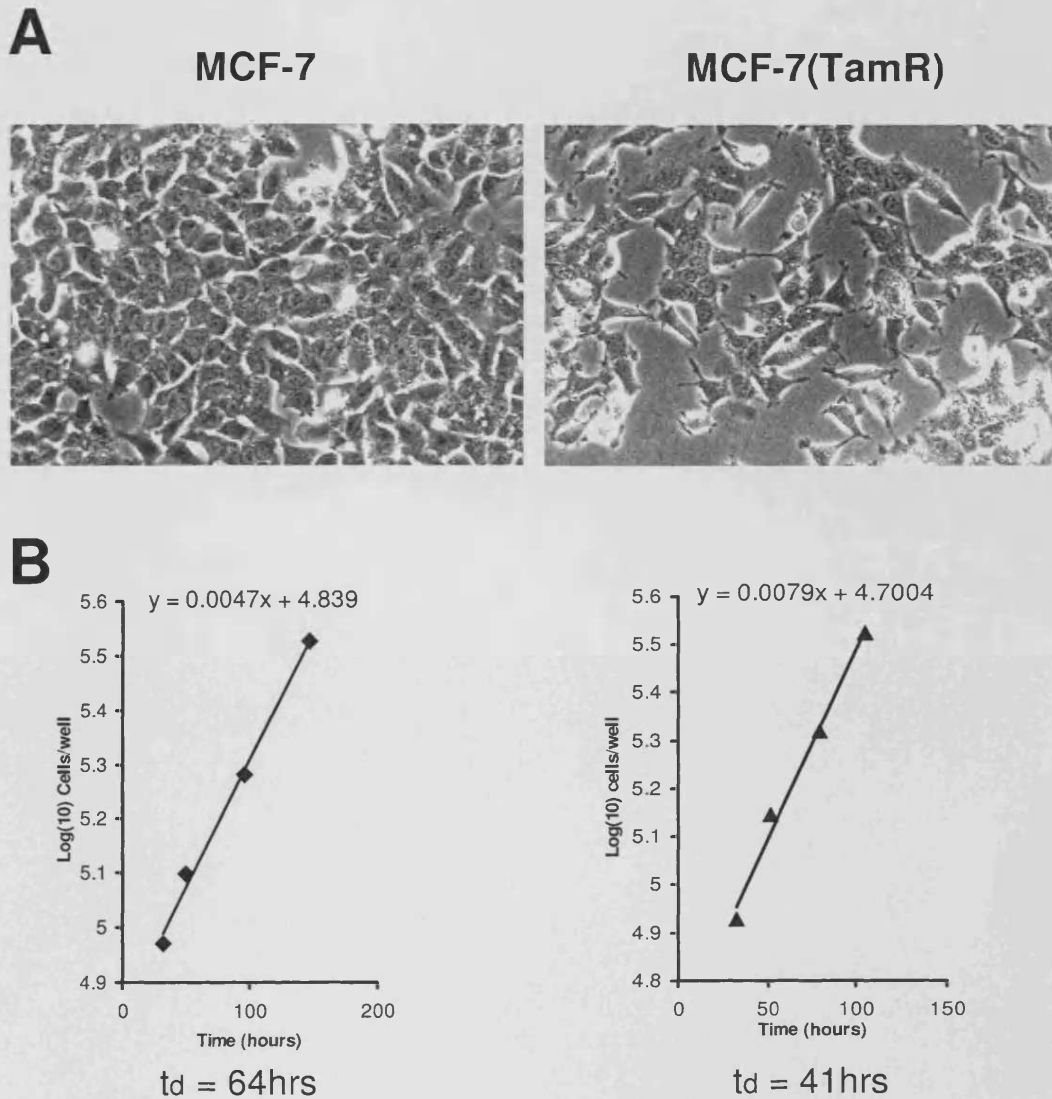 A
MCF-7
MCF-7(TamR)
B
y = 0.0047x + 4.839
5.6
5.5
5.4
5.3
5.2
5.1
5
4.9
Log(10) Cells/well
0
100
200
Time (hours)
td = 64hrs
y = 0.0079x + 4.7004
5.6
5.5
5.4
5.3
5.2
5.1
5
4.9
4.8
Log(10) cells/well
0
50
100
150
Time (hours)
td = 41hrs